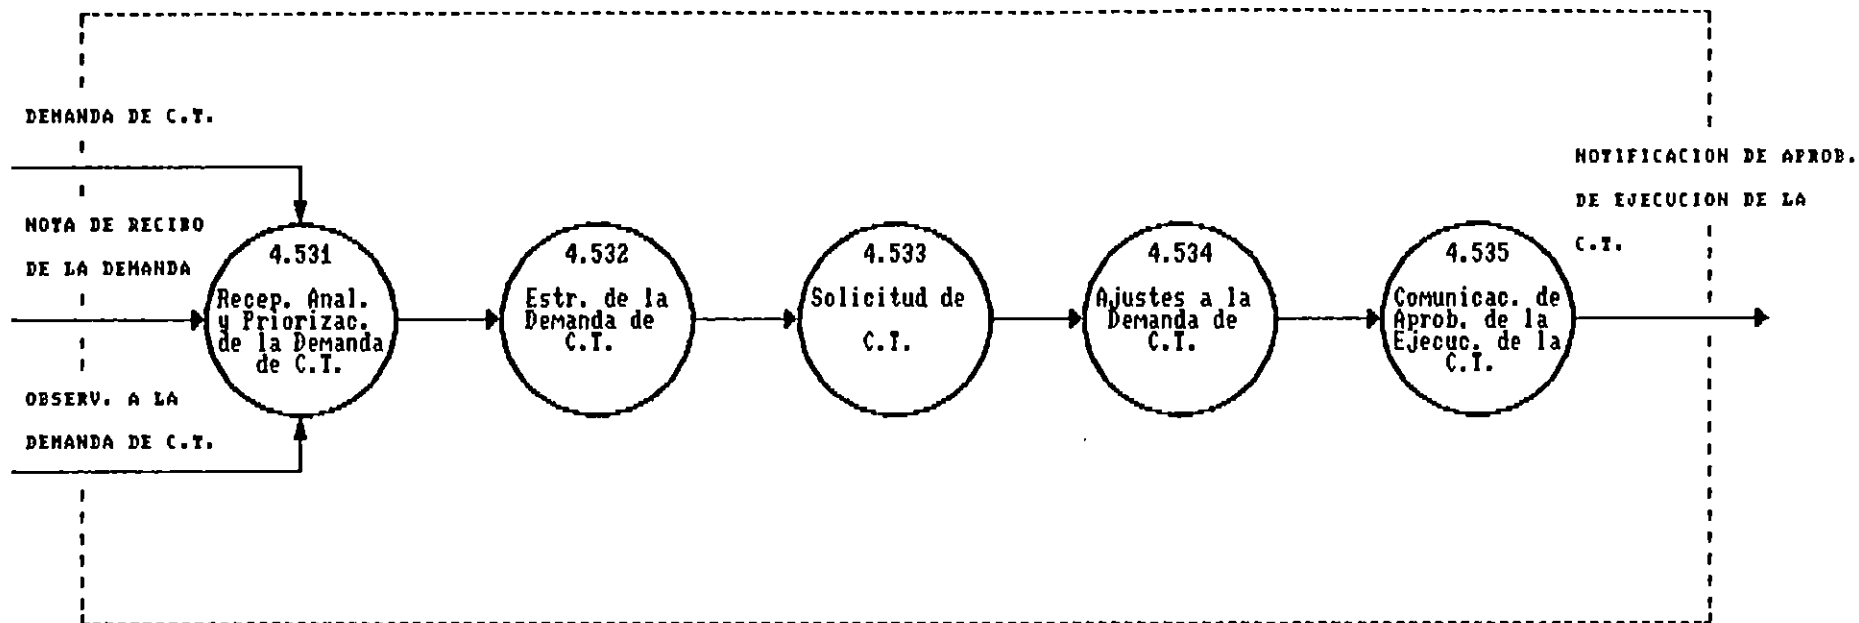 DEMANDA DE C.T.
NOTA DE RECIBO
DE LA DEMANDA
OBSERV. A LA
DEMANDA DE C.T.
4.531
Recep. Anal.
y Priorizac.
de la Demanda
de C.T.
4.532
Estr. de la
Demanda de
C.T.
4.533
Solicitud de
C.T.
4.534
Ajustes a la
Demanda de
C.T.
4.535
Comunicac. de
Aprob. de la
Ejecuc. de la
C.T.
NOTIFICACION DE APROB.
DE EJECUCION DE LA
C.T.